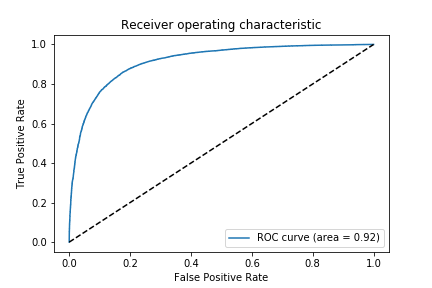 Receiver operating characteristic
1.0
0.8
0.6
0.4
0.2
0.0
True Positive Rate
ROC curve (area = 0.92)
0.0 0.2 0.4 0.6 0.8 1.0
False Positive Rate